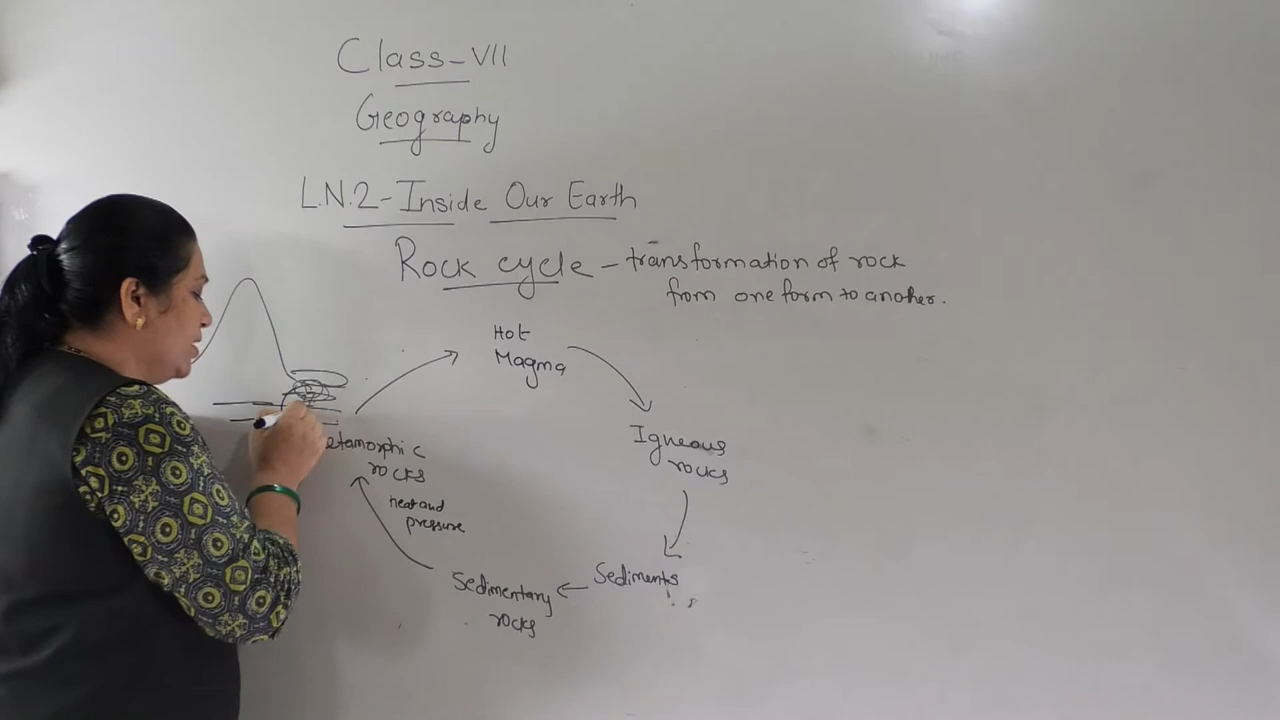 Class-VII
Geography
L.N.2-Inside Our Earth
Rock cycle - transformation of rock
from one form to another.
Hot
Magma
Igneous
rocks
Sediments
Sedimentary
rocks
heat and
pressure
etamorphic
rocks